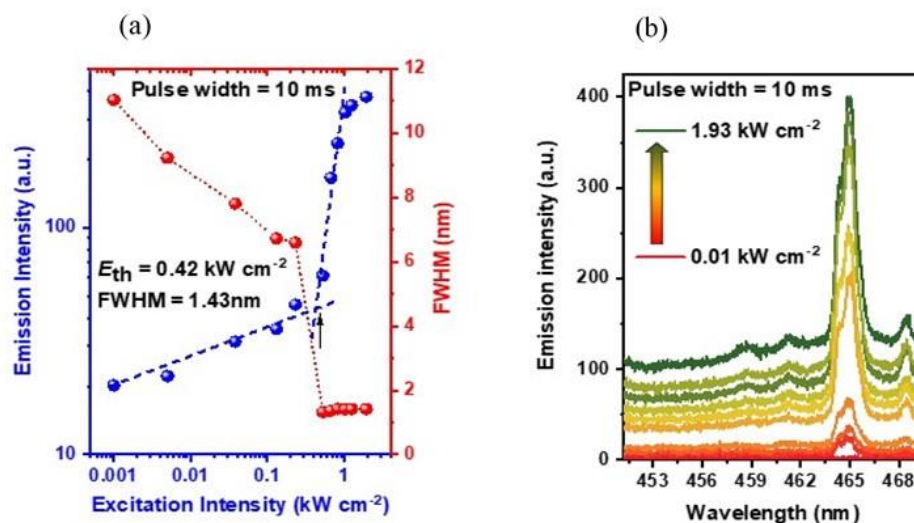 (a)
Pulse width = 10 ms
E_th = 0.42 kW cm⁻²
FWHM = 1.43nm
Emission Intensity (a.u.)
100
10
0.001 0.01 0.1 1
Excitation Intensity (kW cm⁻²)
12
10
8
6
4
2
0
FWHM (nm)
(b)
Pulse width = 10 ms
1.93 kW cm⁻²
0.01 kW cm⁻²
Emission intensity (a.u.)
400
300
200
100
0
453 456 459 462 465 468
Wavelength (nm)